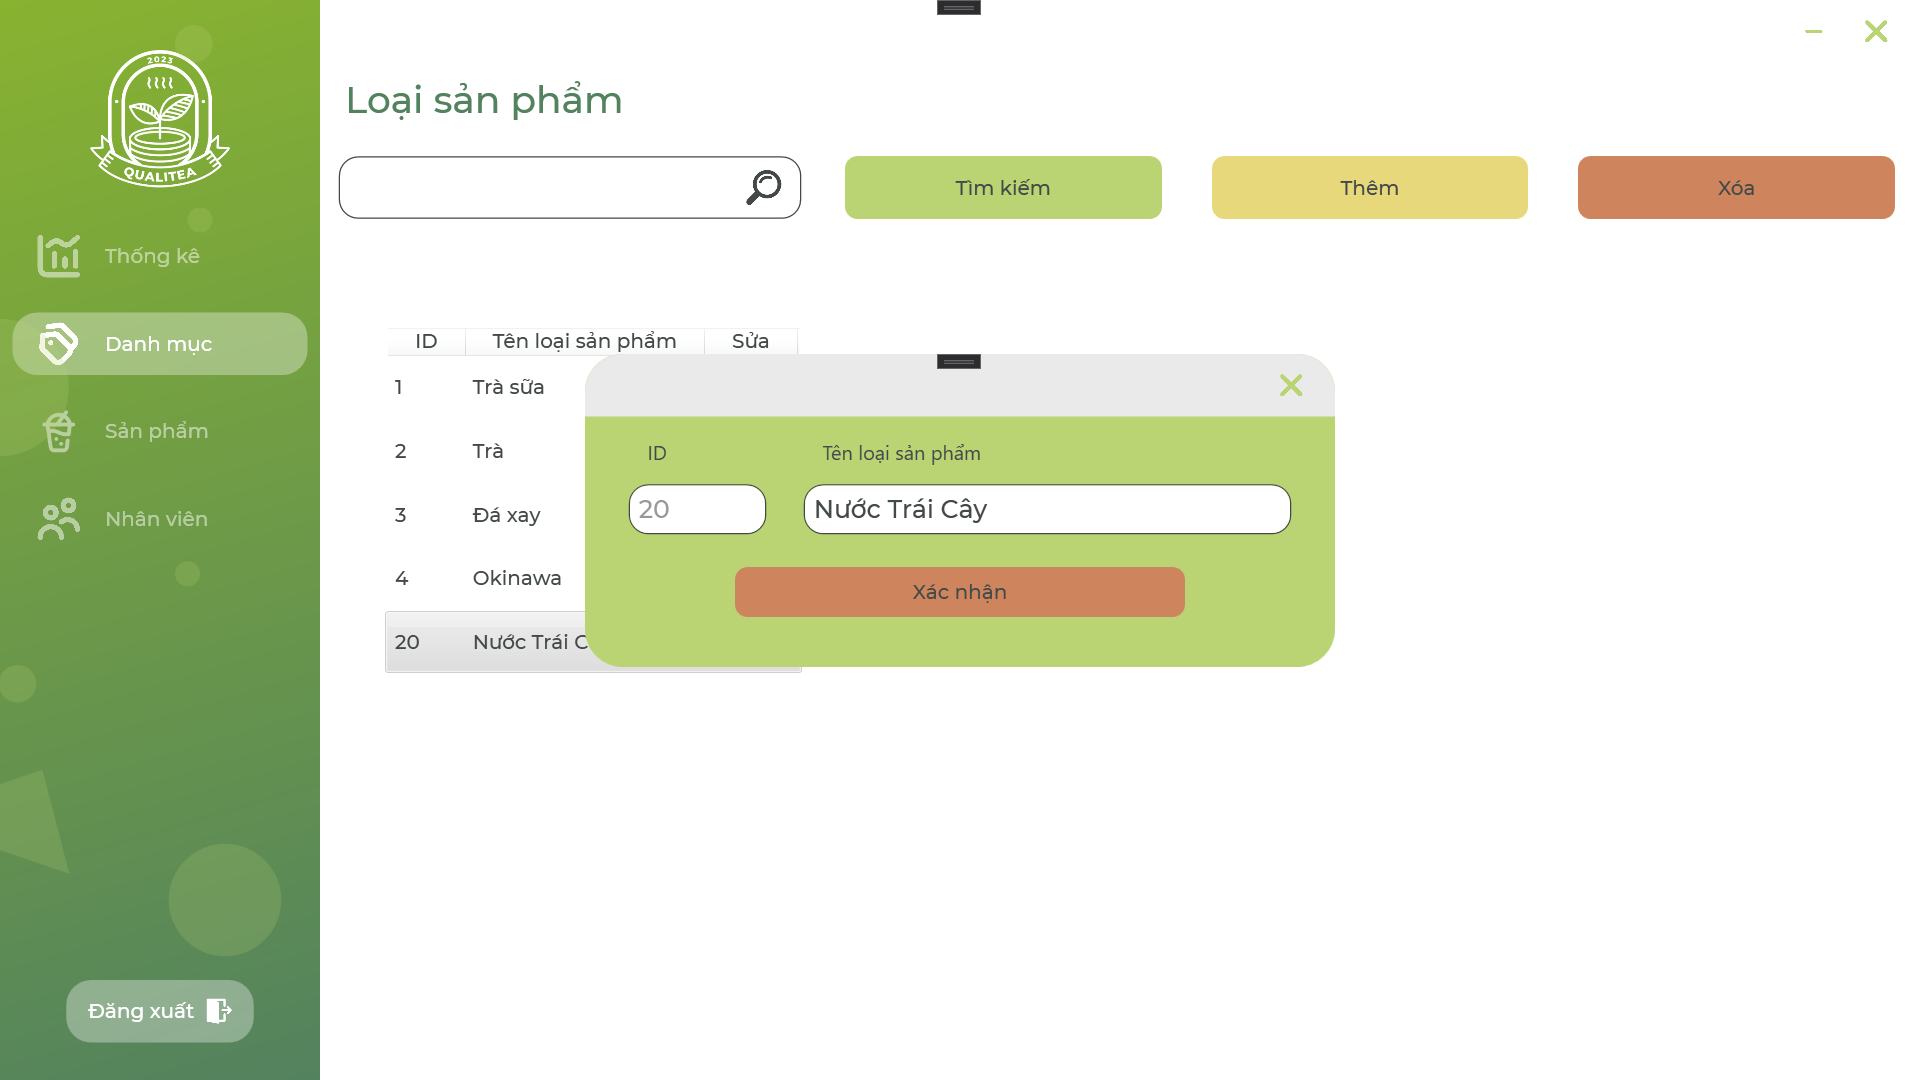 2023
QUALITEA
Thống kê
Danh mục
Sản phẩm
Nhân viên
Đăng xuất
Loại sản phẩm
Tìm kiếm
Thêm
Xóa
ID Tên loại sản phẩm Sửa
1 Trà sữa
2 Trà
3 Đá xay
4 Okinawa
20 Nước Trái C
ID Tên loại sản phẩm
20 Nước Trái Cây
Xác nhận